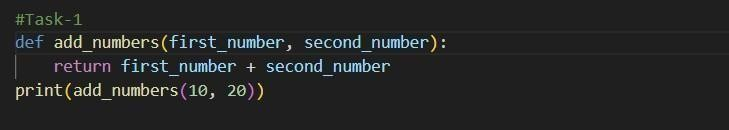 #Task-1
def add_numbers(first_number, second_number):
    return first_number + second_number
print(add_numbers(10, 20))